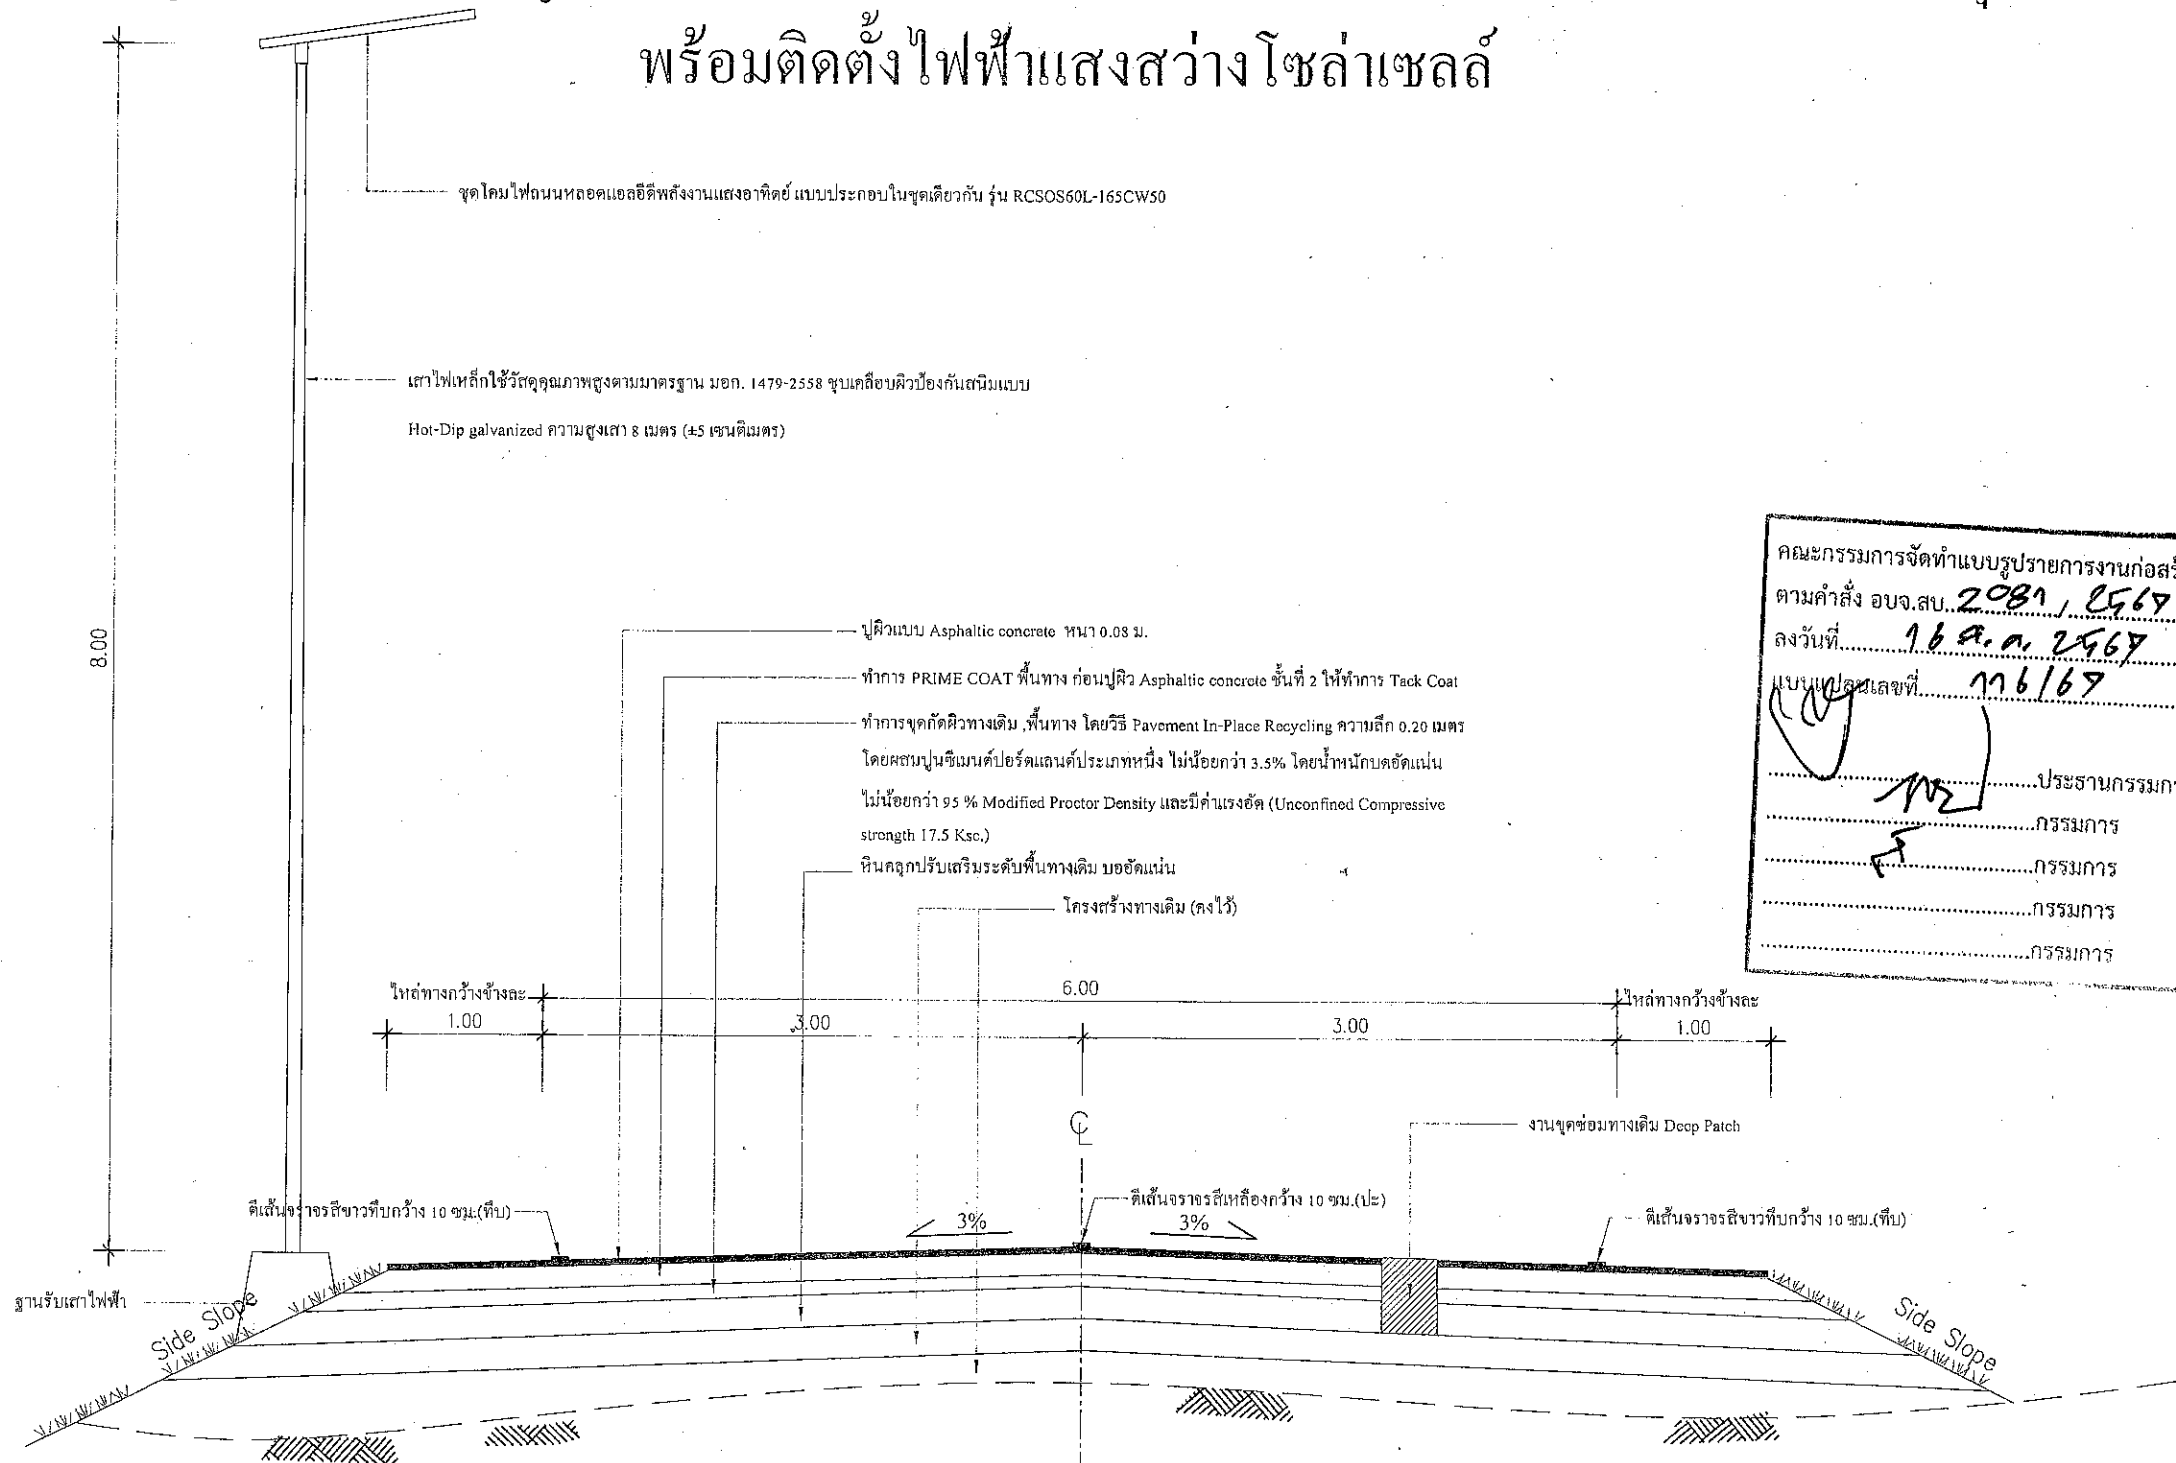 พร้อมติดตั้งไฟฟ้าแสงสว่างโซล่าเซลล์
ชุดโคมไฟถนนหลอดแอลอีดีพลังงานแสงอาทิตย์ แบบประกอบในชุดเดียวกัน รุ่น RCSOS60L-165CW50
เสาไฟเหล็กใช้วัสดุคุณภาพสูงตามมาตรฐาน มอก. 1479-2558 ชุบเคลือบผิวป้องกันสนิมแบบ
Hot-Dip galvanized ความสูงเสา 8 เมตร (±5 เซนติเมตร)
8.00
คณะกรรมการจัดทำแบบรูปรายการงานก่อสร้
ตามคำสั่ง อบจ.สบ. 2081 / 2567
ลงวันที่ 16 ส.ค. 2567
แบบแปลนเลขที่ 116/67
ประธานกรรมกา
กรรมการ
กรรมการ
กรรมการ
กรรมการ
ปูผิวแบบ Asphaltic concrete หนา 0.08 ม.
ทำการ PRIME COAT พื้นทาง ก่อนปูผิว Asphaltic concrete ชั้นที่ 2 ให้ทำการ Tack Coat
ทำการขุดกัดผิวทางเดิม ,พื้นทาง โดยวิธี Pavement In-Place Recycling ความลึก 0.20 เมตร
โดยผสมปูนซีเมนต์ปอร์ตแลนด์ประเภทหนึ่ง ไม่น้อยกว่า 3.5% โดยน้ำหนักบดอัดแน่น
ไม่น้อยกว่า 95 % Modified Proctor Density และมีค่าแรงอัด (Unconfined Compressive
strength 17.5 Ksc.)
หินคลุกปรับเสริมระดับพื้นทางเดิม บออัดแน่น
โครงสร้างทางเดิม (คงไว้)
ไหล่ทางกว้างข้างละ 6.00 ไหล่ทางกว้างข้างละ
1.00 3.00 3.00 1.00
งานขุดซ่อมทางเดิม Deep Patch
ตีเส้นจราจรสีขาวทึบกว้าง 10 ซม.(ทึบ)
ตีเส้นจราจรสีเหลืองกว้าง 10 ซม.(ปะ)
ตีเส้นจราจรสีขาวทึบกว้าง 10 ซม.(ทึบ)
3% 3%
ฐานรับเสาไฟฟ้า
Side Slope
Side Slope